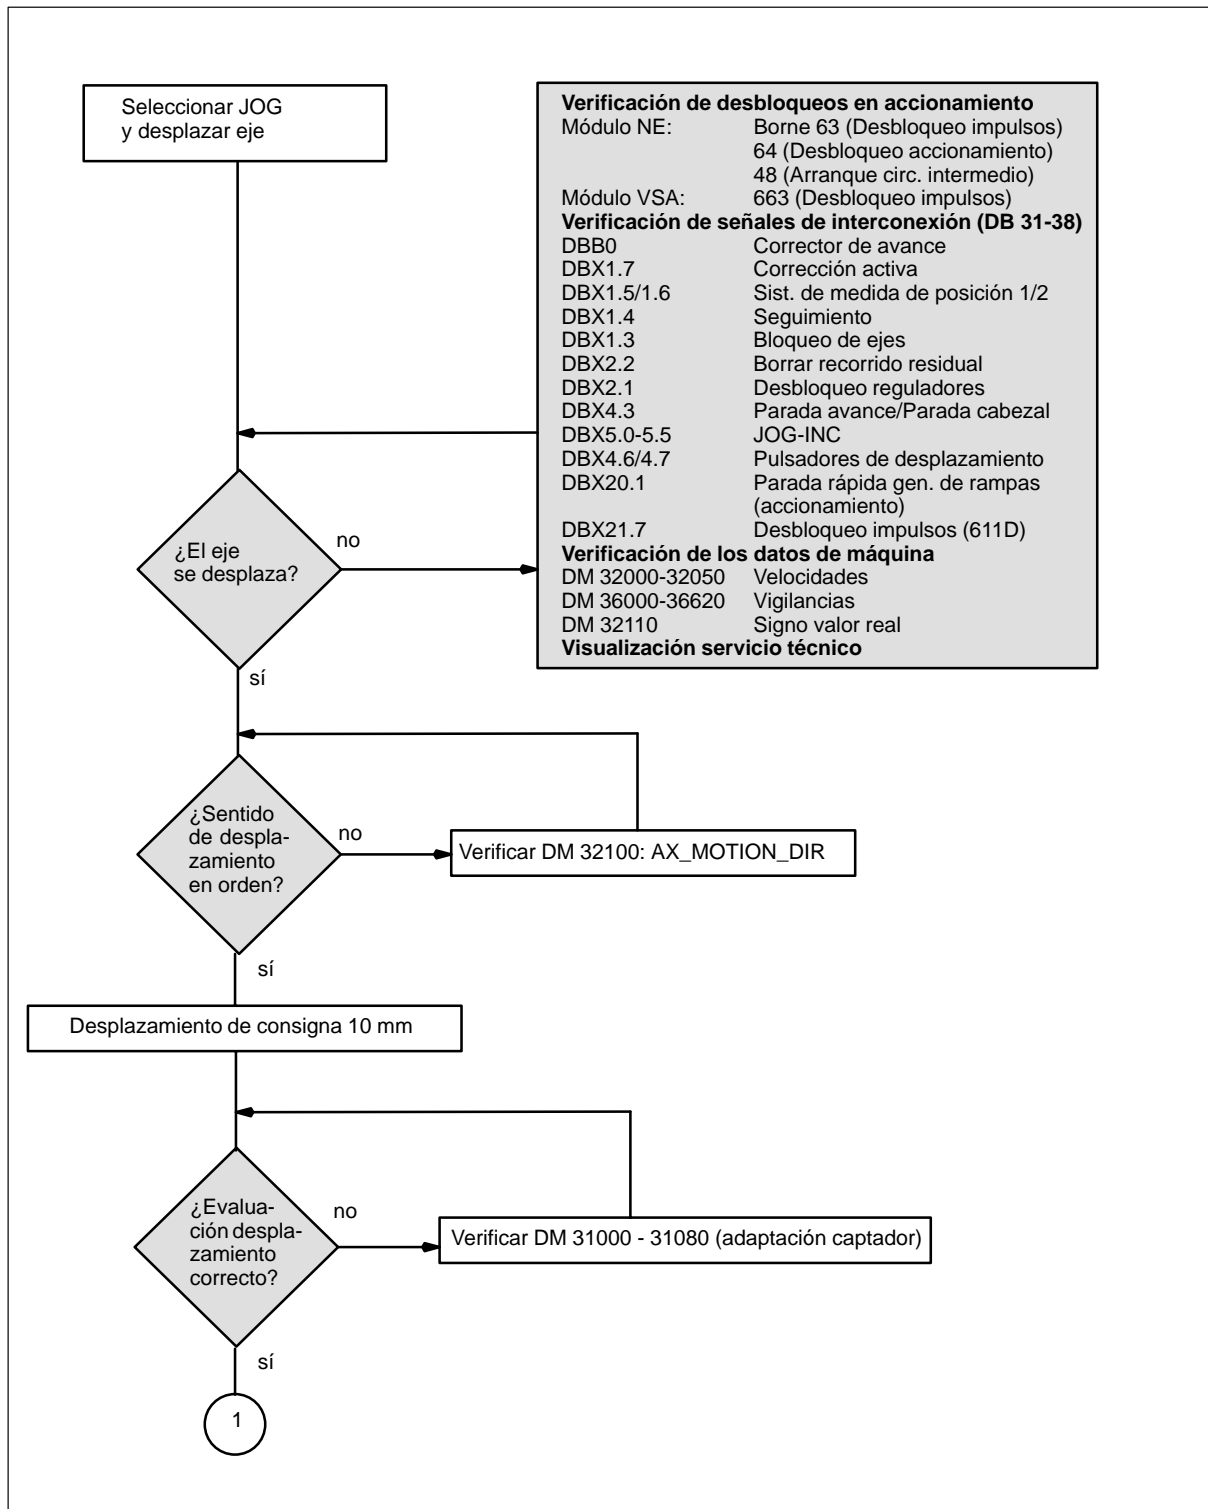 Seleccionar JOG
y desplazar eje
Verificación de desbloqueos en accionamiento
Módulo NE: Borne 63 (Desbloqueo impulsos)
64 (Desbloqueo accionamiento)
48 (Arranque circ. intermedio)
Módulo VSA: 663 (Desbloqueo impulsos)
Verificación de señales de interconexión (DB 31-38)
DBB0 Corrector de avance
DBX1.7 Corrección activa
DBX1.5/1.6 Sist. de medida de posición 1/2
DBX1.4 Seguimiento
DBX1.3 Bloqueo de ejes
DBX2.2 Borrar recorrido residual
DBX2.1 Desbloqueo reguladores
DBX4.3 Parada avance/Parada cabezal
DBX5.0-5.5 JOG-INC
DBX4.6/4.7 Pulsadores de desplazamiento
DBX20.1 Parada rápida gen. de rampas
(accionamiento)
DBX21.7 Desbloqueo impulsos (611D)
Verificación de los datos de máquina
DM 32000-32050 Velocidades
DM 36000-36620 Vigilancias
DM 32110 Signo valor real
Visualización servicio técnico
¿El eje
se desplaza?
no
sí
¿Sentido
de despla-
zamiento
en orden?
no
Verificar DM 32100: AX_MOTION_DIR
sí
Desplazamiento de consigna 10 mm
¿Evalua-
ción despla-
zamiento
correcto?
no
Verificar DM 31000 - 31080 (adaptación captador)
sí
1